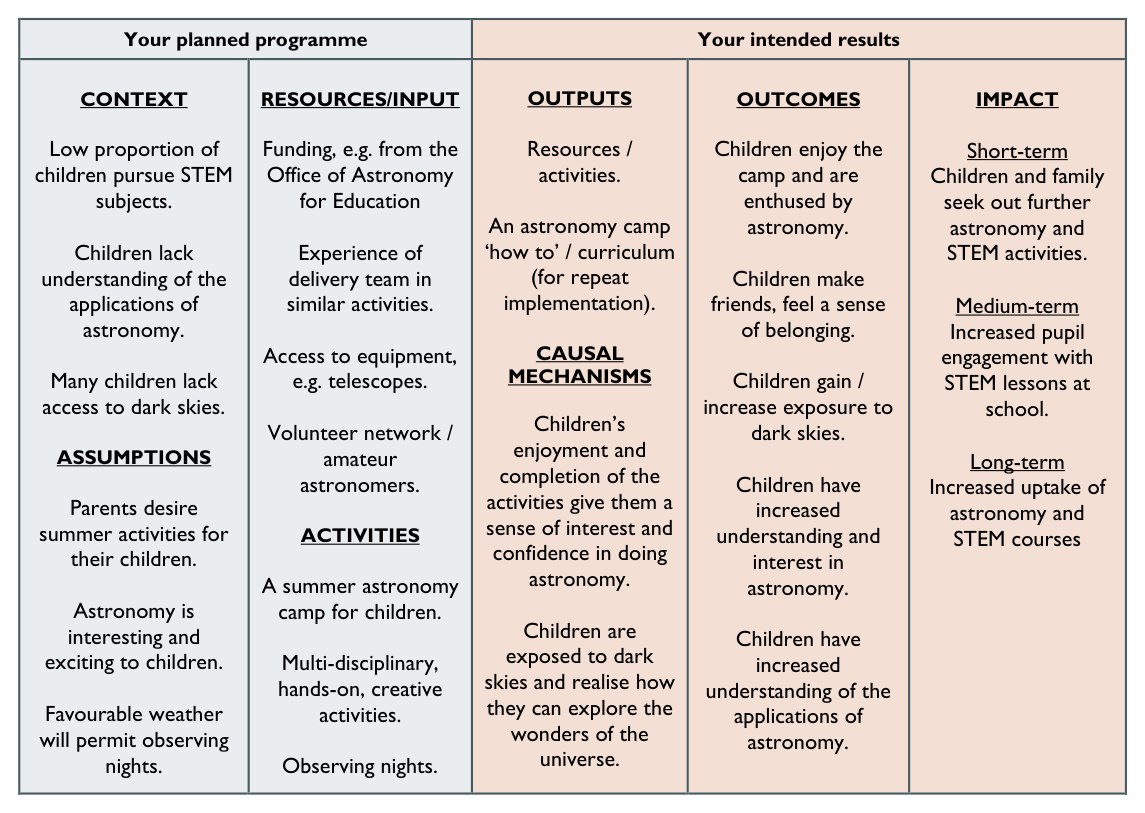 Your planned programme
Your intended results
CONTEXT
Low proportion of
children pursue STEM
subjects.
Children lack
understanding of the
applications of
astronomy.
Many children lack
access to dark skies.
ASSUMPTIONS
Parents desire
summer activities for
their children.
Astronomy is
interesting and
exciting to children.
Favourable weather
will permit observing
nights.
RESOURCES/INPUT
Funding, e.g. from the
Office of Astronomy
for Education
Experience of
delivery team in
similar activities.
Access to equipment,
e.g. telescopes.
Volunteer network /
amateur
astronomers.
ACTIVITIES
A summer astronomy
camp for children.
Multi-disciplinary,
hands-on, creative
activities.
Observing nights.
OUTPUTS
Resources /
activities.
An astronomy camp
‘how to’ / curriculum
(for repeat
implementation).
CAUSAL
MECHANISMS
Children’s
enjoyment and
completion of the
activities give them a
sense of interest and
confidence in doing
astronomy.
Children are
exposed to dark
skies and realise how
they can explore the
wonders of the
universe.
OUTCOMES
Children enjoy the
camp and are
enthused by
astronomy.
Children make
friends, feel a sense
of belonging.
Children gain /
increase exposure to
dark skies.
Children have
increased
understanding and
interest in
astronomy.
Children have
increased
understanding of the
applications of
astronomy.
IMPACT
Short-term
Children and family
seek out further
astronomy and
STEM activities.
Medium-term
Increased pupil
engagement with
STEM lessons at
school.
Long-term
Increased uptake of
astronomy and
STEM courses